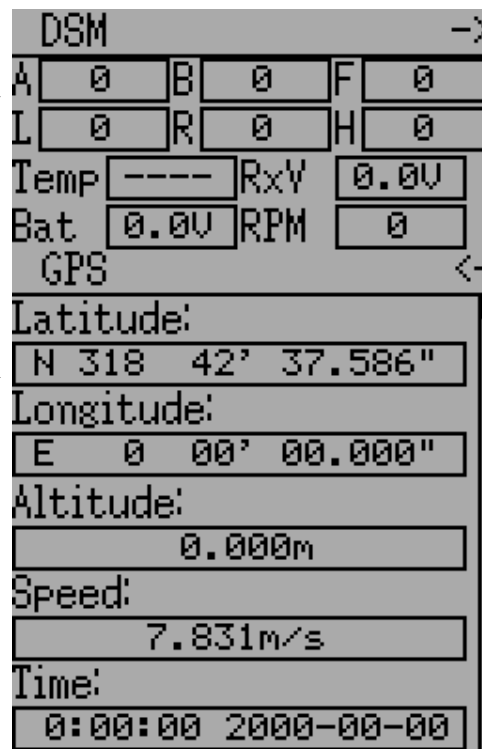 DSM ->
A 0 B 0 F 0
L 0 R 0 H 0
Temp ---- RxV 0.0V
Bat 0.0V RPM 0
GPS <-
Latitude:
N 318 42' 37.586"
Longitude:
E 0 00' 00.000"
Altitude:
0.000m
Speed:
7.831m/s
Time:
0:00:00 2000-00-00